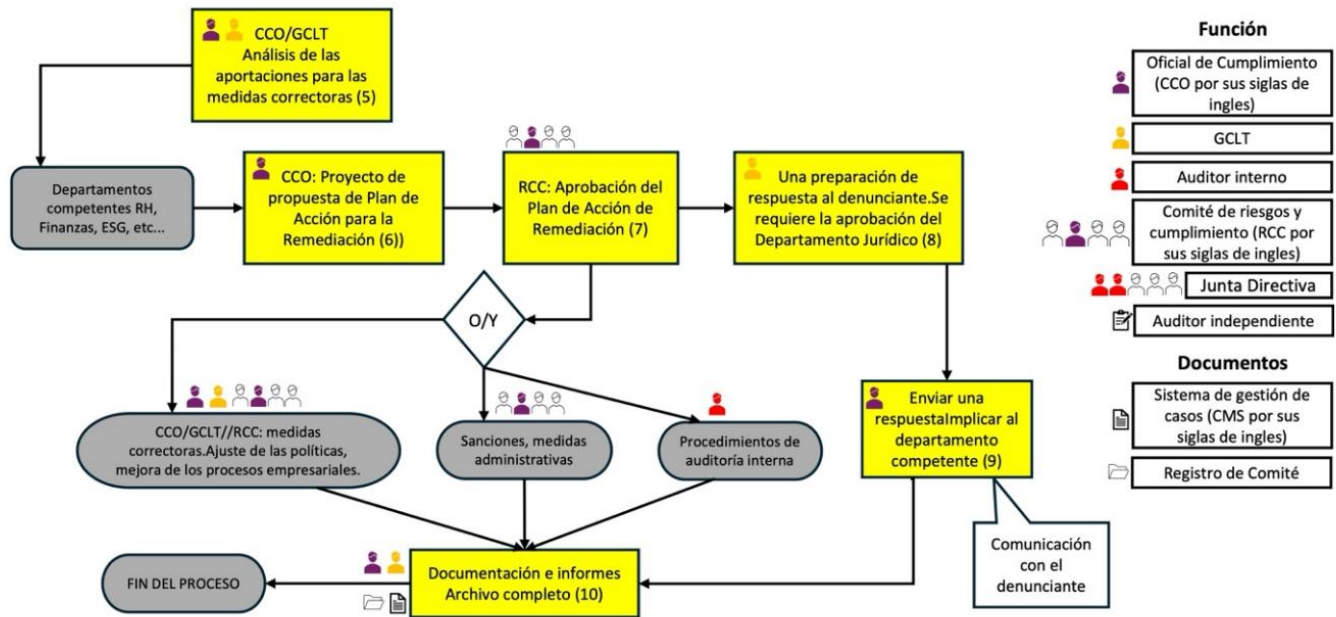 CCO/GCLT
Análisis de las
aportaciones para las
medidas correctoras (5)
Departamentos
competentes RH,
Finanzas, ESG, etc...
CCO: Proyecto de
propuesta de Plan de
Acción para la
Remediación (6))
RCC: Aprobación del
Plan de Acción de
Remediación (7)
Una preparación de
respuesta al denunciante.Se
requiere la aprobación del
Departamento Jurídico (8)
O/Y
CCO/GCLT//RCC: medidas
correctoras.Ajuste de las políticas,
mejora de los procesos empresariales.
Sanciones, medidas
administrativas
Procedimientos de
auditoría interna
Enviar una
respuestaImplicar al
departamento
competente (9)
Comunicación
con el
denunciante
Documentación e informes
Archivo completo (10)
FIN DEL PROCESO
Función
Oficial de Cumplimiento
(CCO por sus siglas de
ingles)
GCLT
Auditor interno
Comité de riesgos y
cumplimiento (RCC por
sus siglas de ingles)
Junta Directiva
Auditor independiente
Documentos
Sistema de gestión de
casos (CMS por sus
siglas de ingles)
Registro de Comité